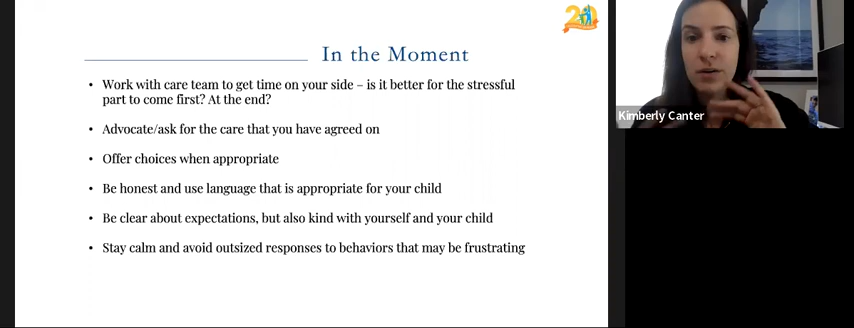 In the Moment
• Work with care team to get time on your side – is it better for the stressful
part to come first? At the end?
• Advocate/ask for the care that you have agreed on
• Offer choices when appropriate
• Be honest and use language that is appropriate for your child
• Be clear about expectations, but also kind with yourself and your child
• Stay calm and avoid outsized responses to behaviors that may be frustrating
20
Kimberly Canter